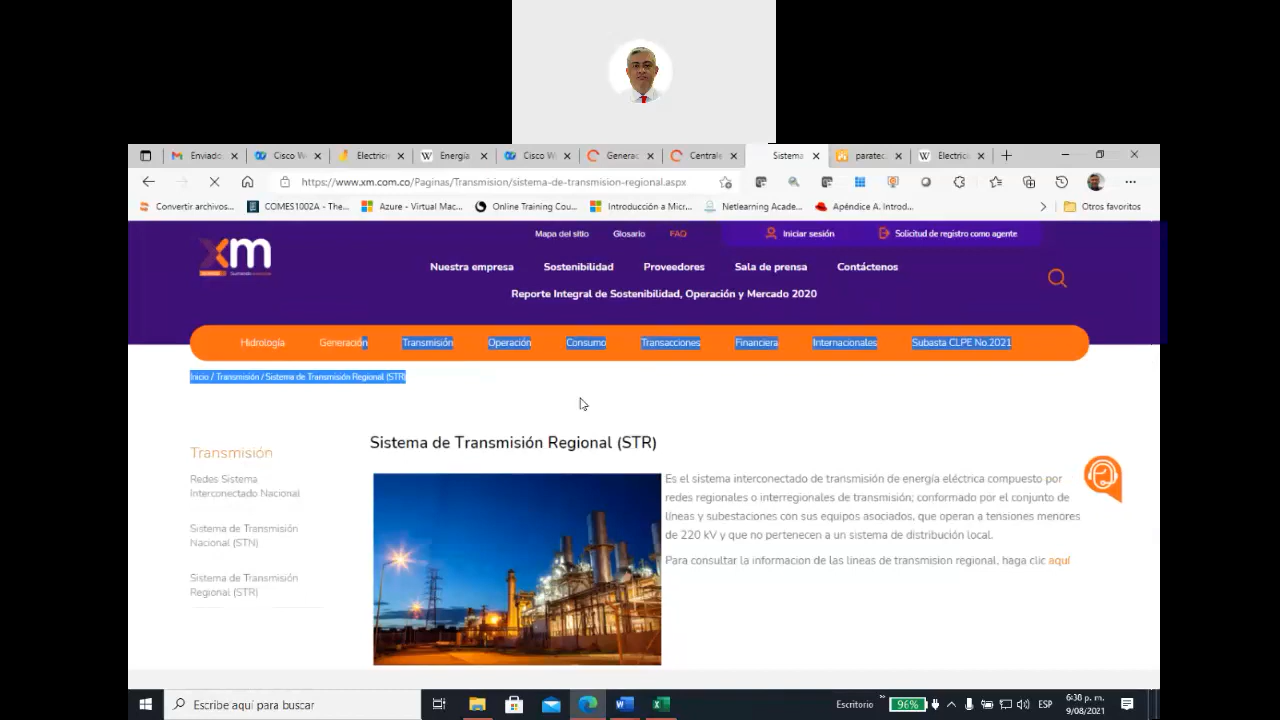 Enviado:
Cisco W
Electrici
Energía
Cisco W
Generac
Centrale
Sistema
paratec.
Electric
https://www.xm.com.co/Paginas/Transmision/sistema-de-transmision-regional.aspx
Convertir archivos...
COMES1002A - The...
Azure - Virtual Mac...
Online Training Cou...
Introducción a Micr...
Netlearning Acade...
Apéndice A. Introd...
Otros favoritos
xm
Mapa del sitio
Glosario
FAQ
Iniciar sesión
Solicitud de registro como agente
Nuestra empresa
Sostenibilidad
Proveedores
Sala de prensa
Contáctenos
Reporte Integral de Sostenibilidad, Operación y Mercado 2020
Hidrología
Generación
Transmisión
Operación
Consumo
Transacciones
Financiera
Internacionales
Subasta CLPE No.2021
Inicio / Transmisión / Sistema de Transmisión Regional (STR)
Transmisión
Redes Sistema
Interconectado Nacional
Sistema de Transmisión
Nacional (STN)
Sistema de Transmisión
Regional (STR)
Sistema de Transmisión Regional (STR)
Es el sistema interconectado de transmisión de energía eléctrica compuesto por
redes regionales o interregionales de transmisión; conformado por el conjunto de
líneas y subestaciones con sus equipos asociados, que operan a tensiones menores
de 220 kV y que no pertenecen a un sistema de distribución local.
Para consultar la informacion de las lineas de transmision regional, haga clic aquí
Escribe aquí para buscar
Escritorio
96%
ESP
6:38 p. m.
9/08/2021